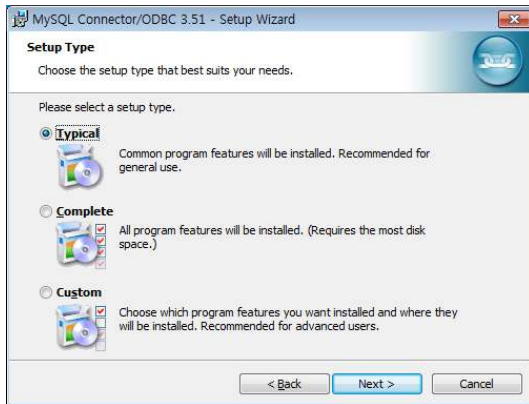 MySQL Connector/ODBC 3.51 - Setup Wizard
Setup Type
Choose the setup type that best suits your needs.
Please select a setup type.
Typical
Common program features will be installed. Recommended for
general use.
Complete
All program features will be installed. (Requires the most disk
space.)
Custom
Choose which program features you want installed and where they
will be installed. Recommended for advanced users.
< Back Next > Cancel